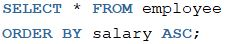 SELECT * FROM employee
ORDER BY salary ASC;